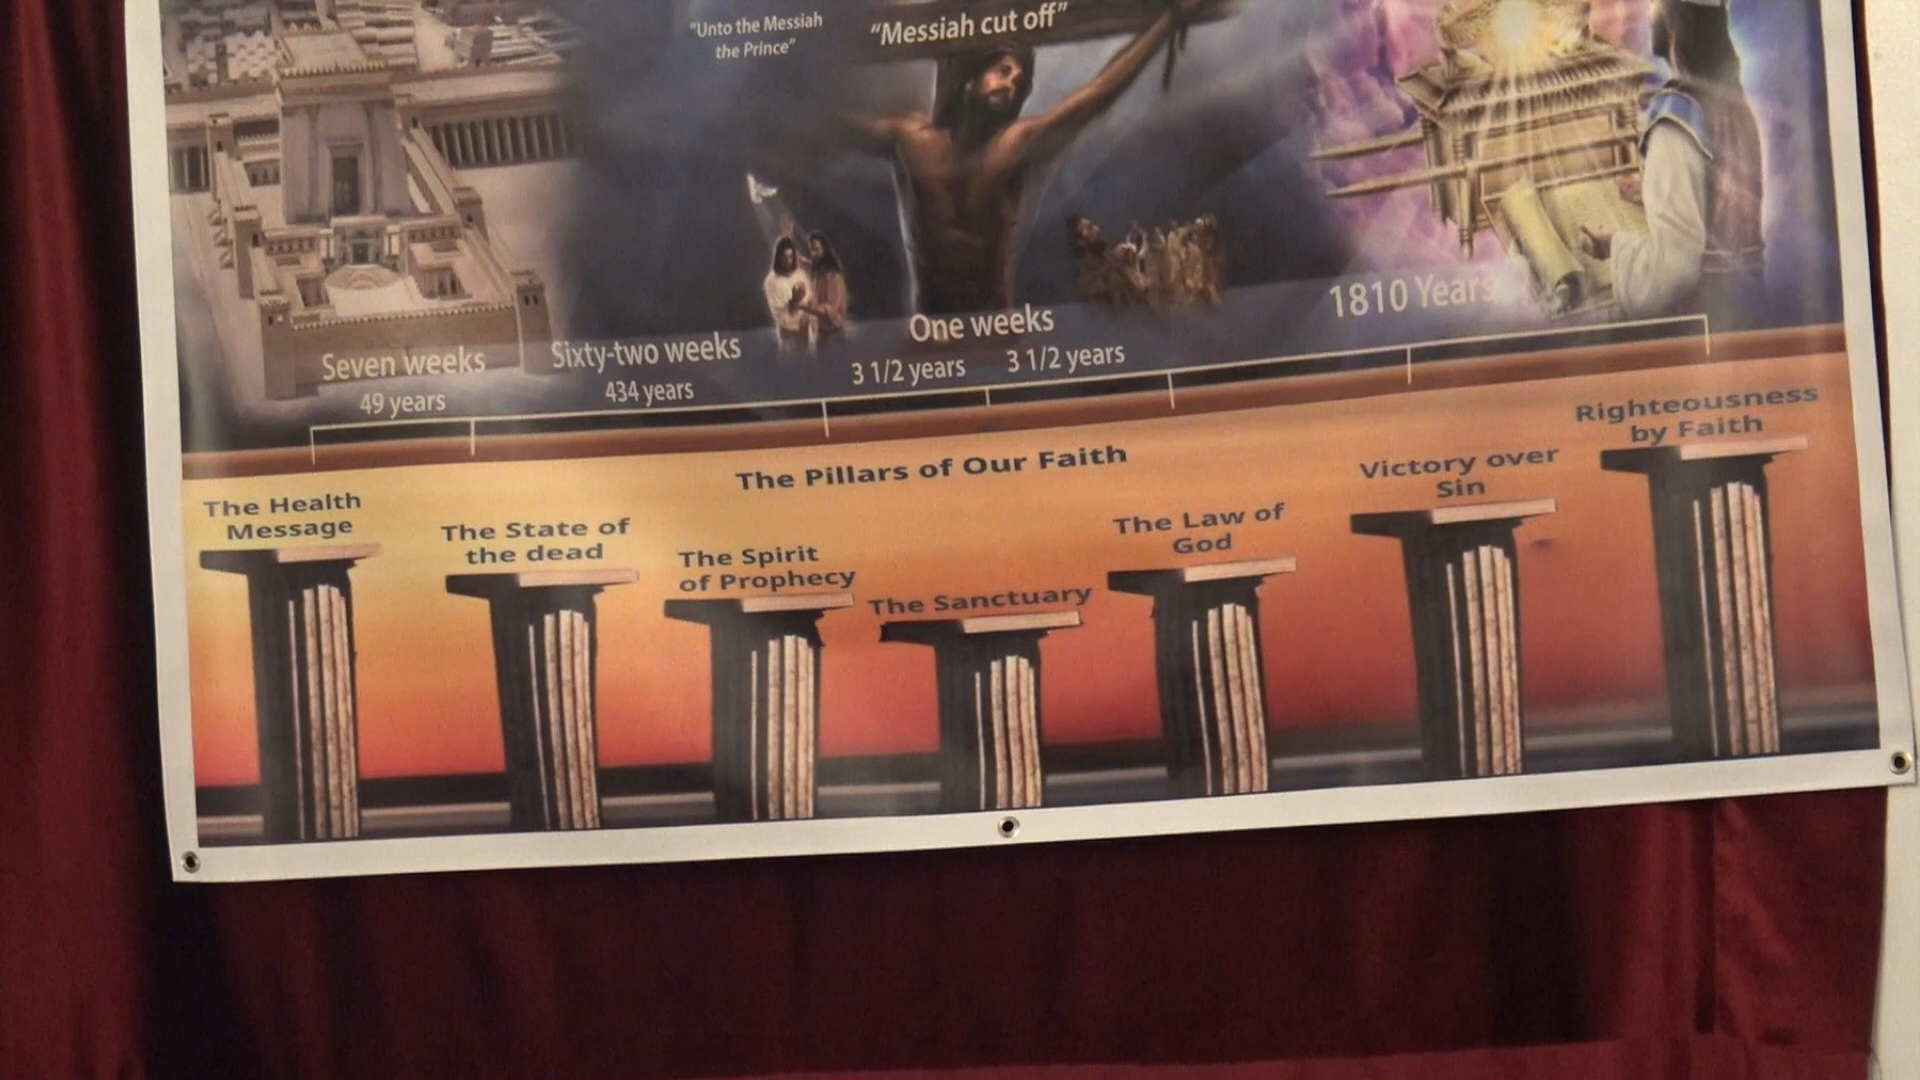 "Unto the Messiah
the Prince"
"Messiah cut off"
1810 Years
One weeks
Seven weeks
Sixty-two weeks
3 1/2 years
3 1/2 years
49 years
434 years
The Pillars of Our Faith
The Health
Message
The State of
the dead
The Spirit
of Prophecy
The Sanctuary
The Law of
God
Victory over
Sin
Righteousness
by Faith